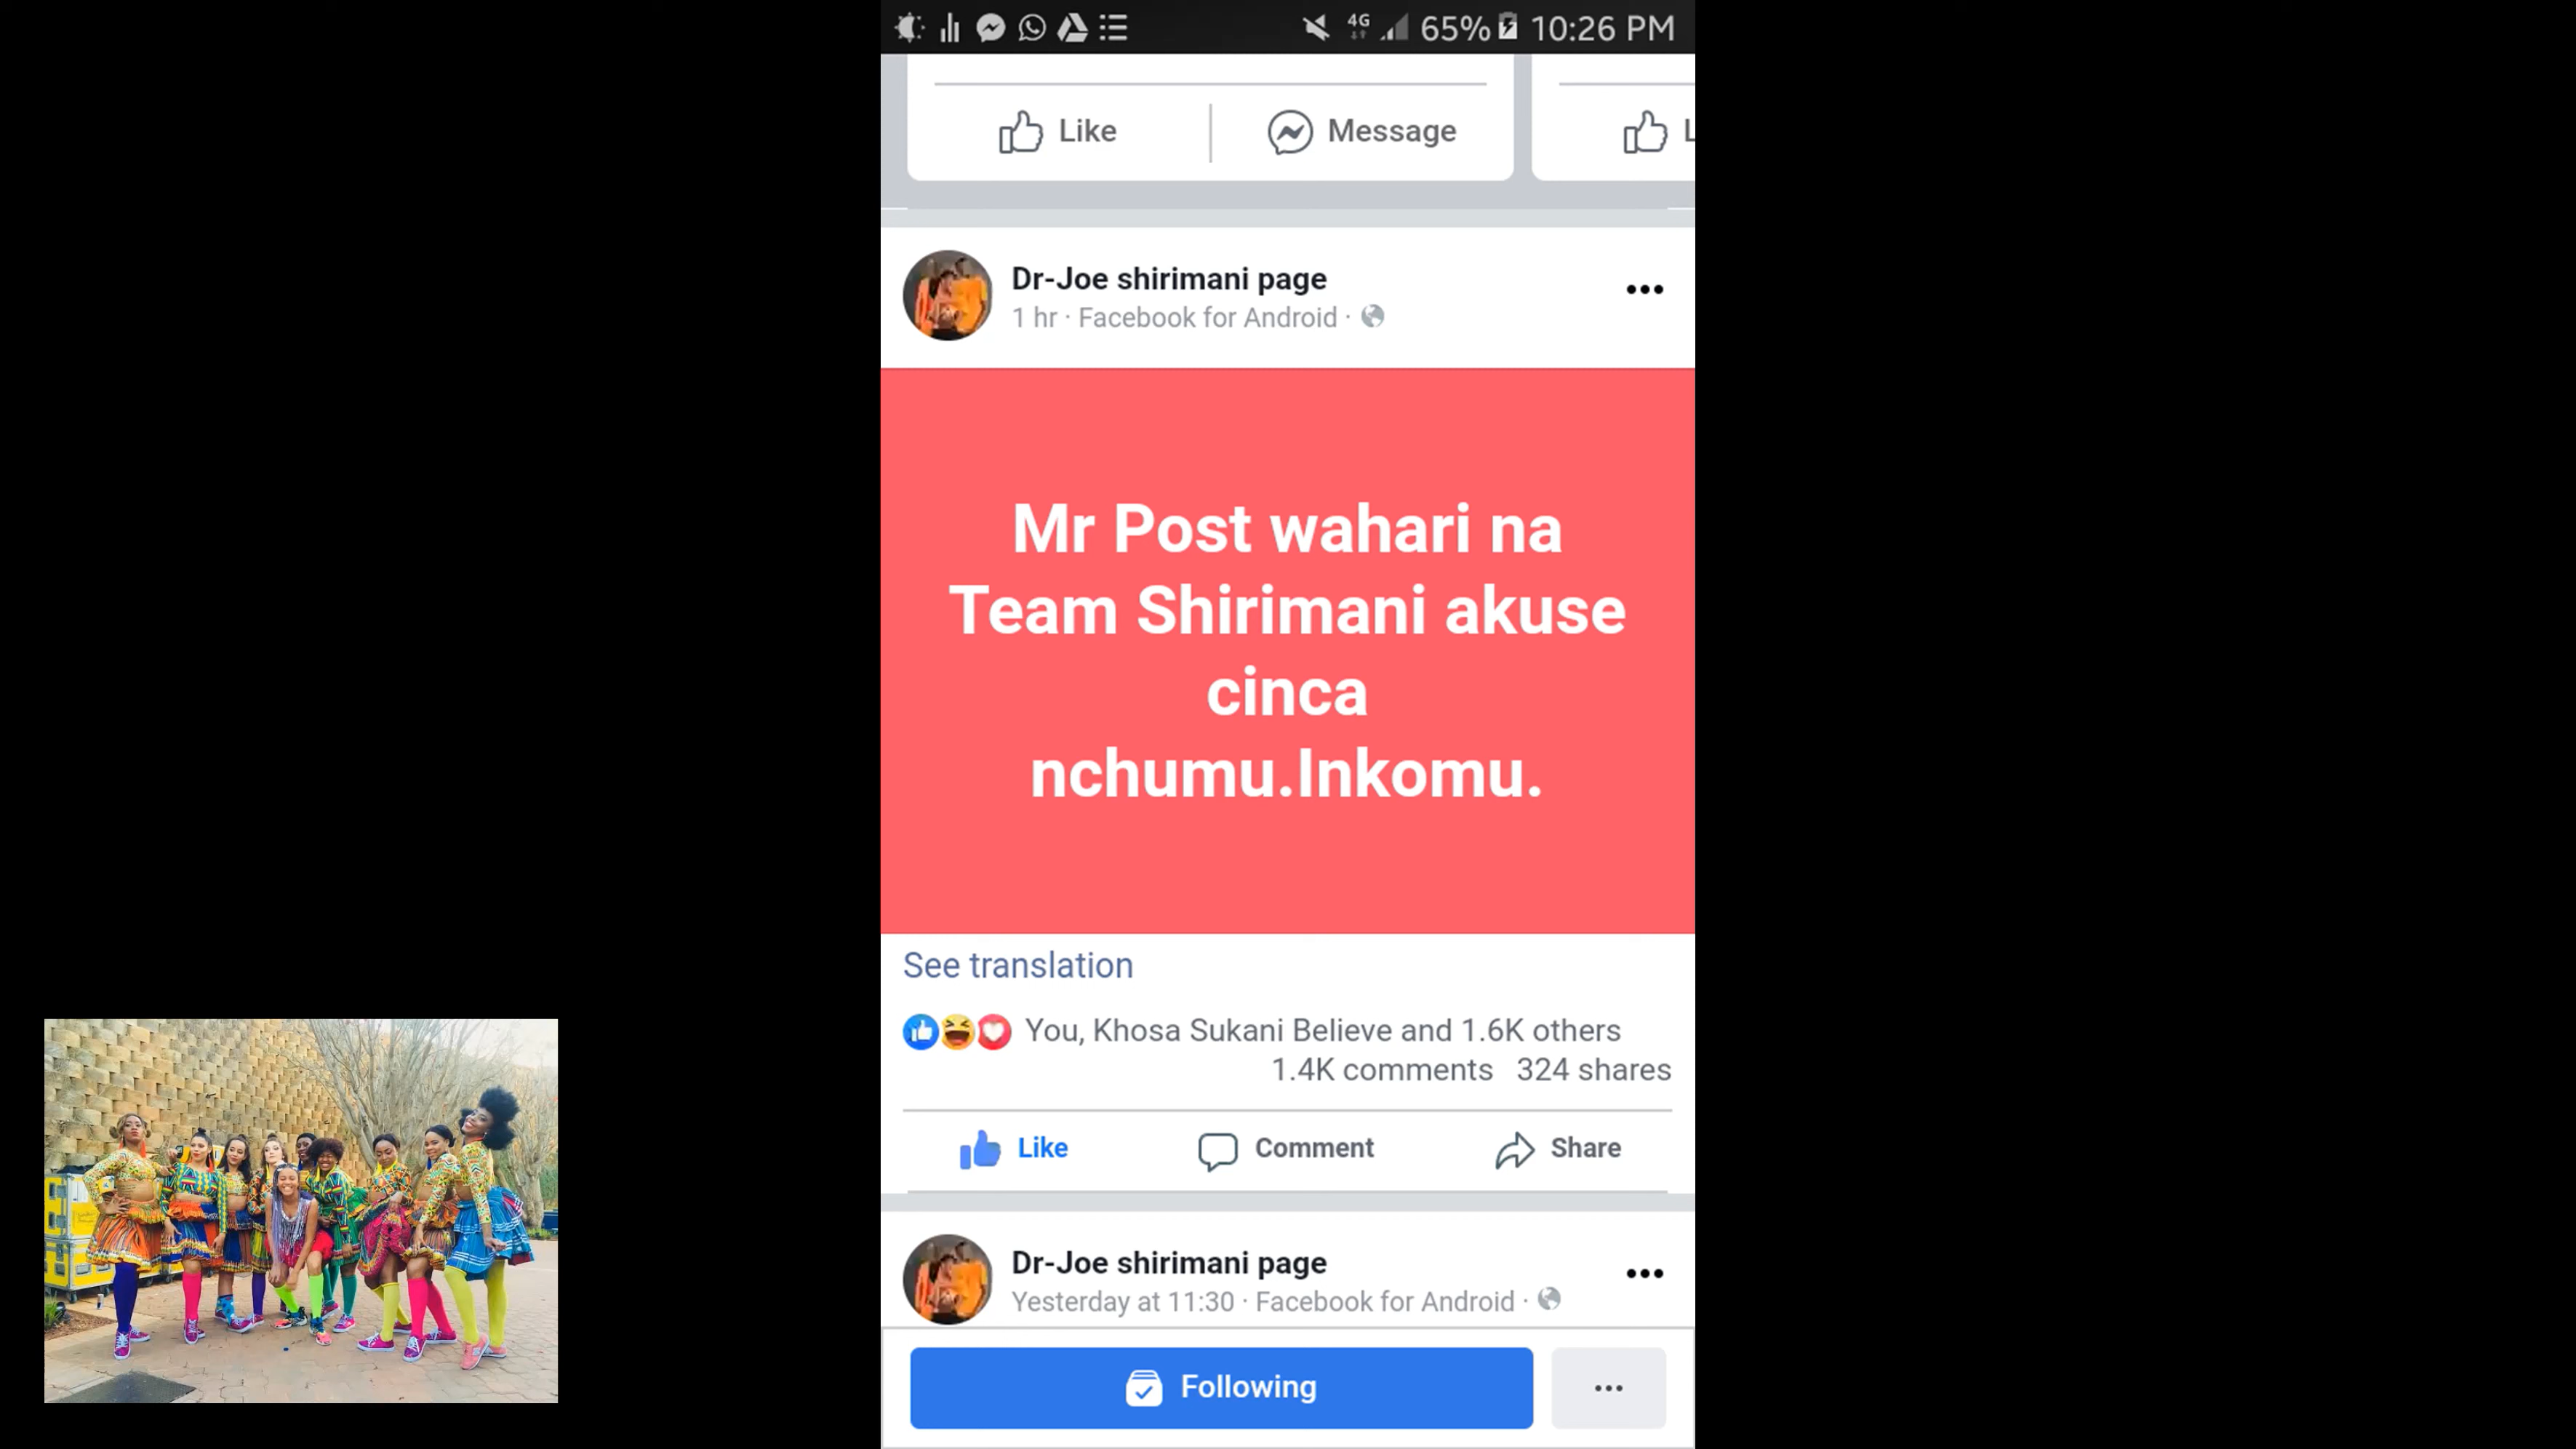 4G 65% 10:26 PM
Like Message
Dr-Joe shirimani page
1 hr · Facebook for Android ·
Mr Post wahari na
Team Shirimani akuse
cinca
nchumu.Inkomu.
See translation
You, Khosa Sukani Believe and 1.6K others
1.4K comments 324 shares
Like Comment Share
Dr-Joe shirimani page
Yesterday at 11:30 · Facebook for Android ·
Following